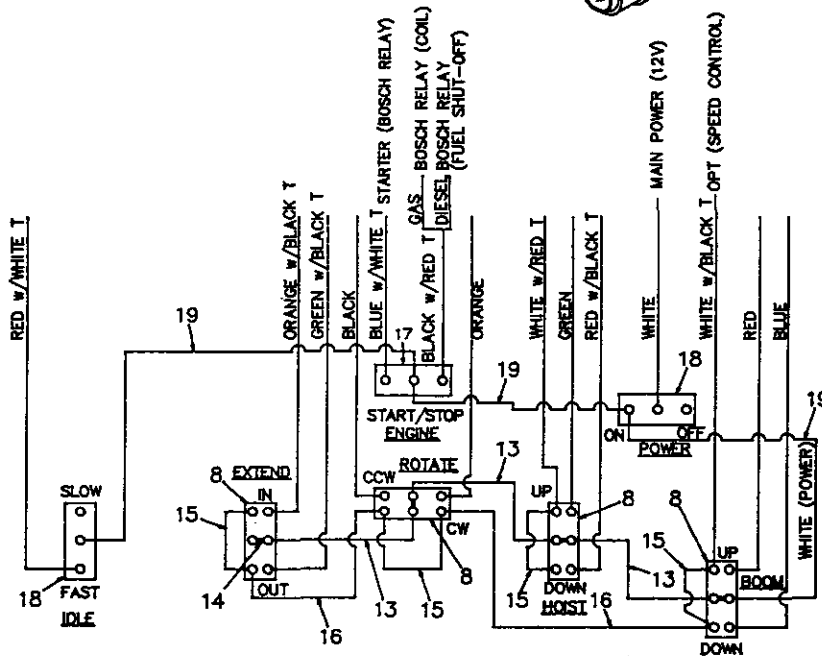 RED w/WHITE T
ORANGE w/BLACK T
GREEN w/BLACK T
BLACK
BLUE w/WHITE T
STARTER (BOSCH RELAY)
GAS
BOSCH RELAY (COIL)
DIESEL
BOSCH RELAY
(FUEL SHUT-OFF)
BLACK w/RED T
ORANGE
WHITE w/RED T
GREEN
RED w/BLACK T
WHITE
MAIN POWER (12V)
WHITE w/BLACK T
OPT (SPEED CONTROL)
RED
BLUE
19
17
START/STOP
ENGINE
19
18
ON
OFF
POWER
19
WHITE (POWER)
SLOW
18
FAST
IDLE
EXTEND
8
IN
15
14
OUT
16
13
ROTATE
CCW
CW
15
8
13
UP
8
15
DOWN
HOIST
13
16
8
15
UP
BOOM
DOWN